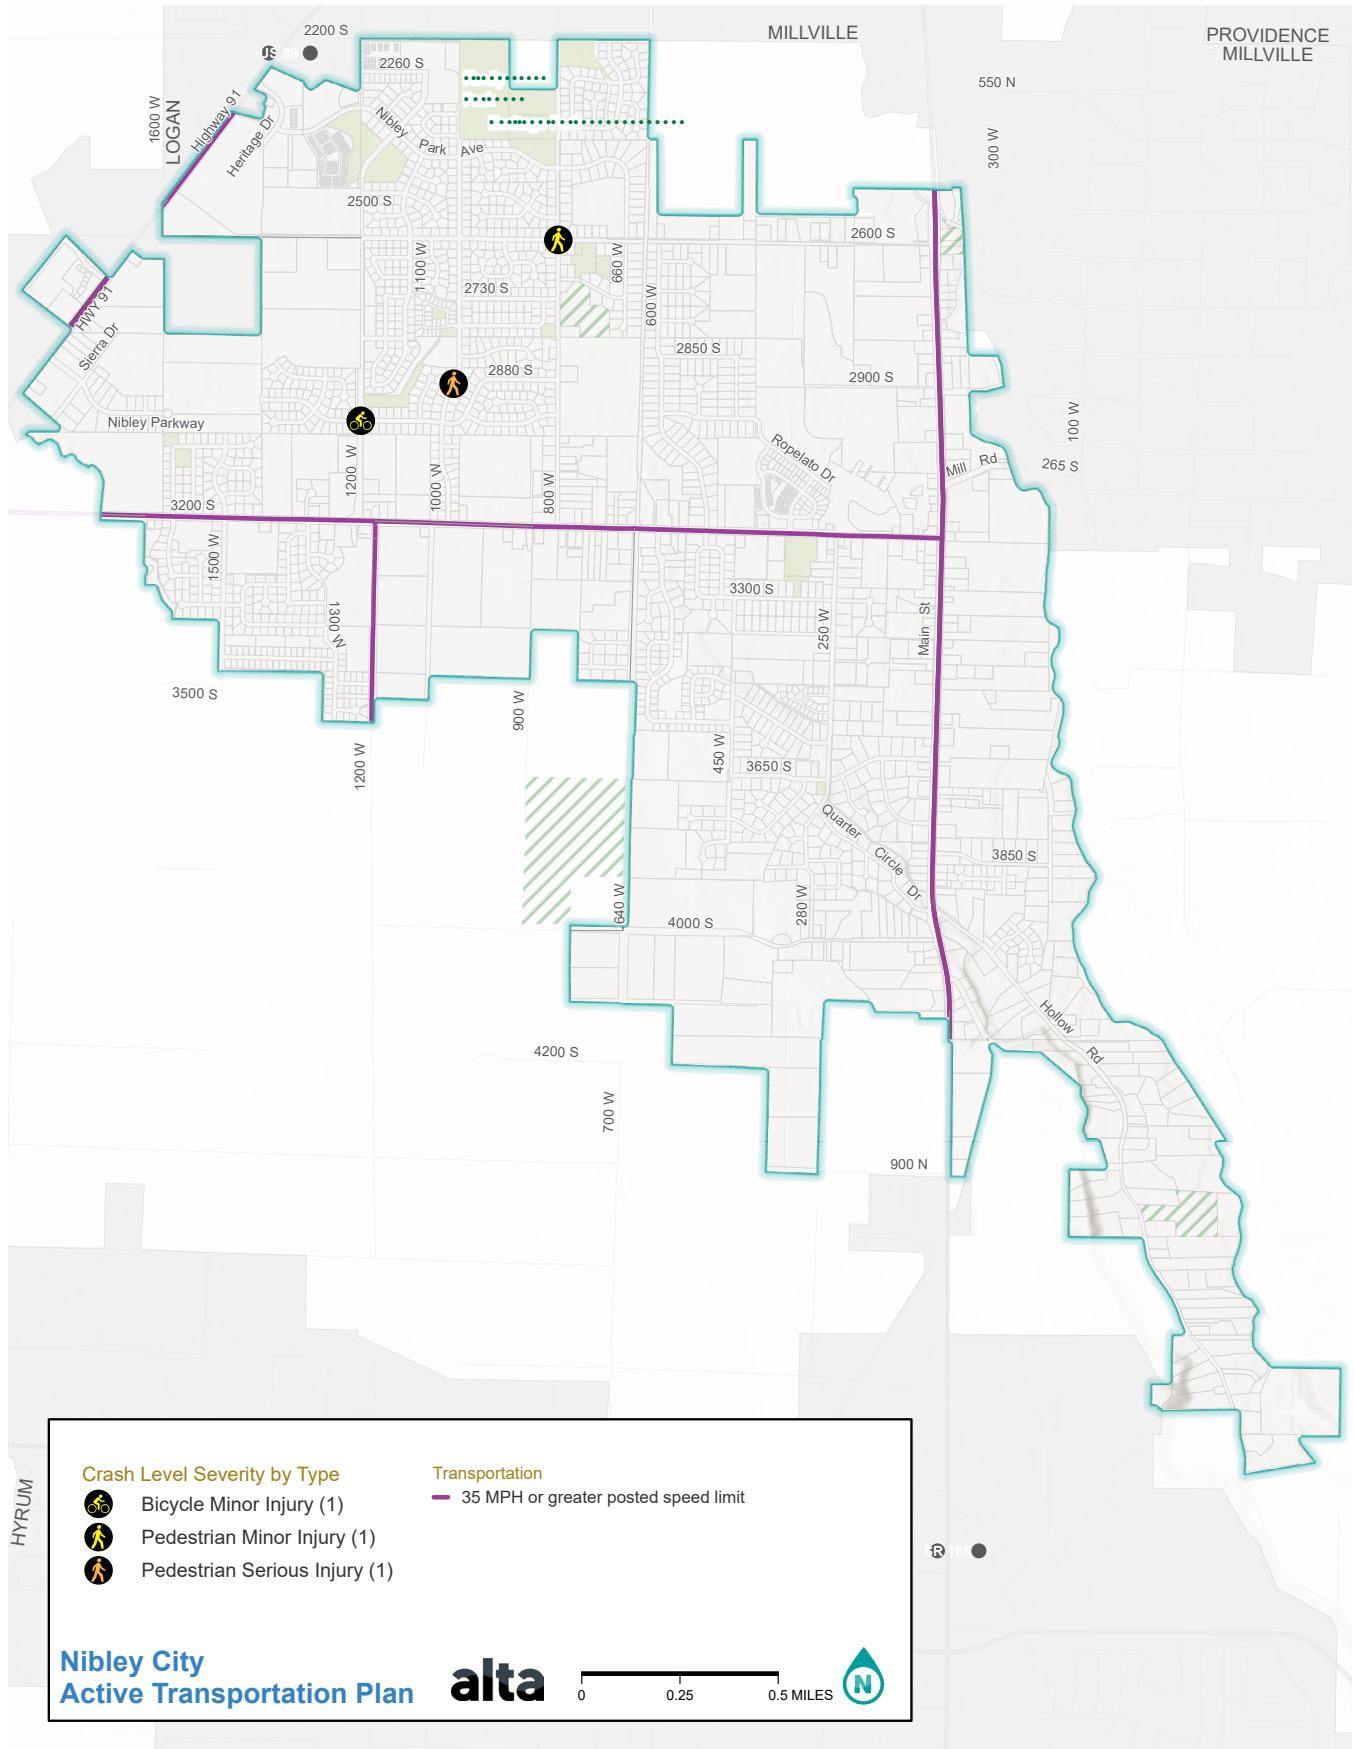 2200 S
MILLVILLE
PROVIDENCE
MILLVILLE
US 89
2260 S
550 N
1600 W
LOGAN
Highway 91
Heritage Dr
Nibley Park Ave
300 W
2500 S
2600 S
1100 W
660 W
2730 S
600 W
HWY 91
Sierra Dr
2850 S
2880 S
2900 S
Nibley Parkway
100 W
Ropelato Dr
Mill Rd
265 S
1200 W
1000 W
800 W
3200 S
1500 W
3300 S
1300 W
250 W
Main St
3500 S
900 W
450 W
1200 W
3650 S
Quarter Circle Dr
3850 S
640 W
280 W
4000 S
Hollow Rd
4200 S
700 W
900 N
HYRUM
SR 165
Crash Level Severity by Type
Bicycle Minor Injury (1)
Pedestrian Minor Injury (1)
Pedestrian Serious Injury (1)
Transportation
35 MPH or greater posted speed limit
Nibley City
Active Transportation Plan
alta
0 0.25 0.5 MILES
N